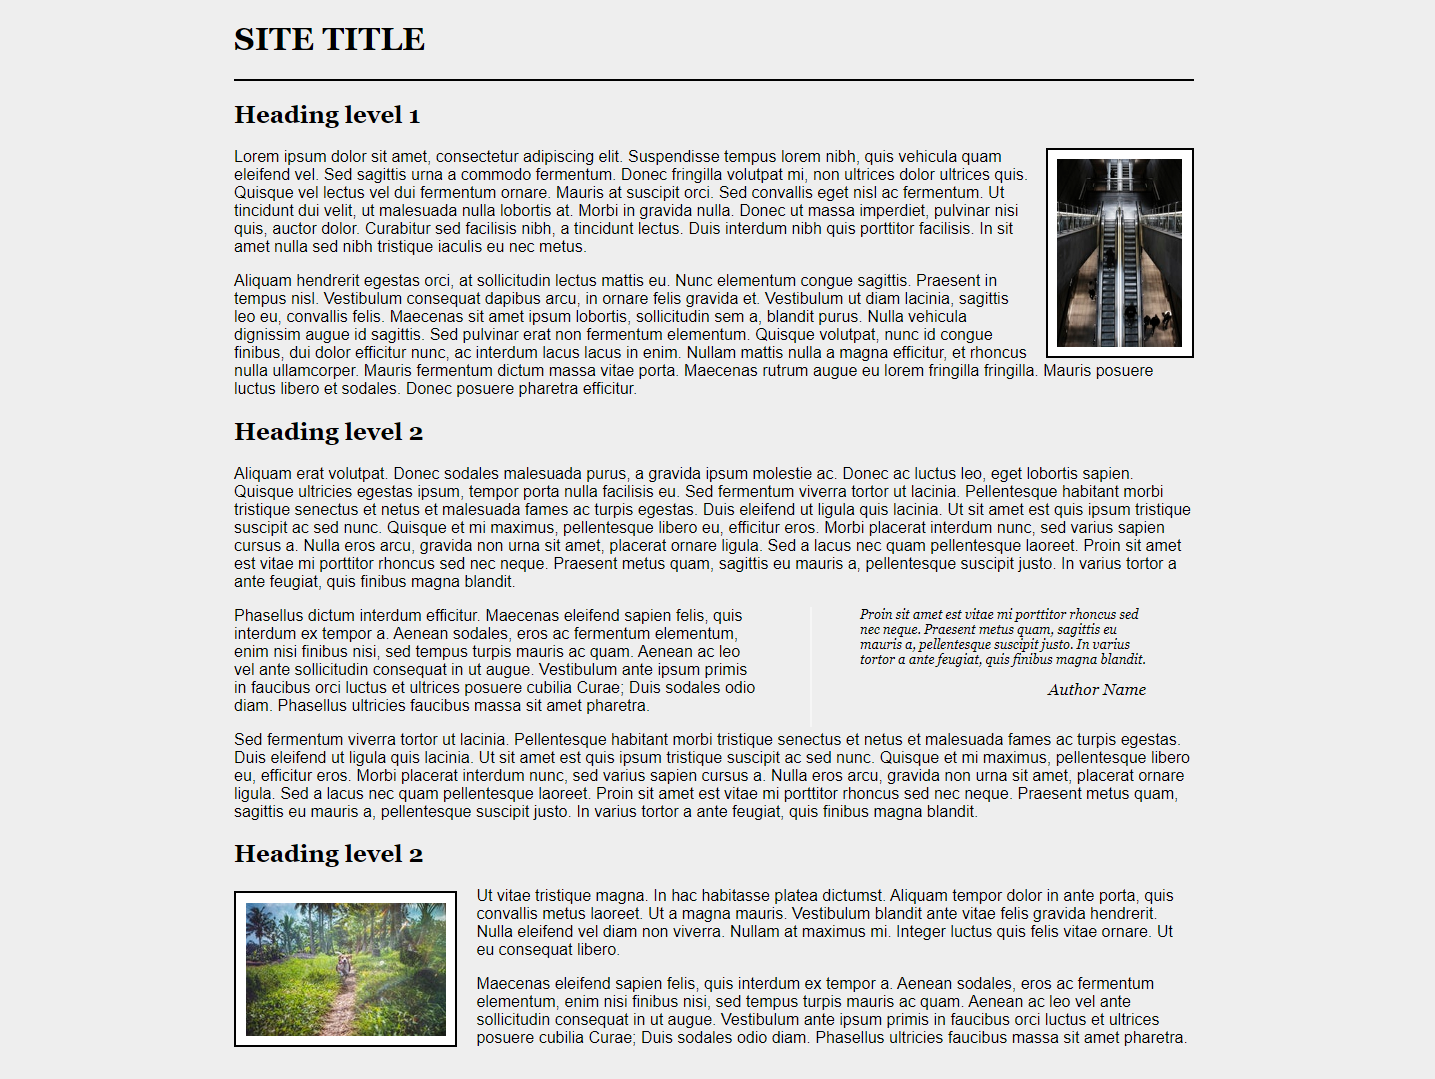 SITE TITLE
Heading level 1
Lorem ipsum dolor sit amet, consectetur adipiscing elit. Suspendisse tempus lorem nibh, quis vehicula quam
eleifend vel. Sed sagittis urna a commodo fermentum. Donec fringilla volutpat mi, non ultrices dolor ultrices quis.
Quisque vel lectus vel dui fermentum ornare. Mauris at suscipit orci. Sed convallis eget nisl ac fermentum. Ut
tincidunt dui velit, ut malesuada nulla lobortis at. Morbi in gravida nulla. Donec ut massa imperdiet, pulvinar nisi
quis, auctor dolor. Curabitur sed facilisis nibh, a tincidunt lectus. Duis interdum nibh quis porttitor facilisis. In sit
amet nulla sed nibh tristique iaculis eu nec metus.
Aliquam hendrerit egestas orci, at sollicitudin lectus mattis eu. Nunc elementum congue sagittis. Praesent in
tempus nisl. Vestibulum consequat dapibus arcu, in ornare felis gravida et. Vestibulum ut diam lacinia, sagittis
leo eu, convallis felis. Maecenas sit amet ipsum lobortis, sollicitudin sem a, blandit purus. Nulla vehicula
dignissim augue id sagittis. Sed pulvinar erat non fermentum elementum. Quisque volutpat, nunc id congue
finibus, dui dolor efficitur nunc, ac interdum lacus lacus in enim. Nullam mattis nulla a magna efficitur, et rhoncus
nulla ullamcorper. Mauris fermentum dictum massa vitae porta. Maecenas rutrum augue eu lorem fringilla fringilla. Mauris posuere
luctus libero et sodales. Donec posuere pharetra efficitur.
Heading level 2
Aliquam erat volutpat. Donec sodales malesuada purus, a gravida ipsum molestie ac. Donec ac luctus leo, eget lobortis sapien.
Quisque ultricies egestas ipsum, tempor porta nulla facilisis eu. Sed fermentum viverra tortor ut lacinia. Pellentesque habitant morbi
tristique senectus et netus et malesuada fames ac turpis egestas. Duis eleifend ut ligula quis lacinia. Ut sit amet est quis ipsum tristique
suscipit ac sed nunc. Quisque et mi maximus, pellentesque libero eu, efficitur eros. Morbi placerat interdum nunc, sed varius sapien
cursus a. Nulla eros arcu, gravida non urna sit amet, placerat ornare ligula. Sed a lacus nec quam pellentesque laoreet. Proin sit amet
est vitae mi porttitor rhoncus sed nec neque. Praesent metus quam, sagittis eu mauris a, pellentesque suscipit justo. In varius tortor a
ante feugiat, quis finibus magna blandit.
Phasellus dictum interdum efficitur. Maecenas eleifend sapien felis, quis
interdum ex tempor a. Aenean sodales, eros ac fermentum elementum,
enim nisi finibus nisi, sed tempus turpis mauris ac quam. Aenean ac leo
vel ante sollicitudin consequat in ut augue. Vestibulum ante ipsum primis
in faucibus orci luctus et ultrices posuere cubilia Curae; Duis sodales odio
diam. Phasellus ultricies faucibus massa sit amet pharetra.
Proin sit amet est vitae mi porttitor rhoncus sed
nec neque. Praesent metus quam, sagittis eu
mauris a, pellentesque suscipit justo. In varius
tortor a ante feugiat, quis finibus magna blandit.
Author Name
Sed fermentum viverra tortor ut lacinia. Pellentesque habitant morbi tristique senectus et netus et malesuada fames ac turpis egestas.
Duis eleifend ut ligula quis lacinia. Ut sit amet est quis ipsum tristique suscipit ac sed nunc. Quisque et mi maximus, pellentesque libero
eu, efficitur eros. Morbi placerat interdum nunc, sed varius sapien cursus a. Nulla eros arcu, gravida non urna sit amet, placerat ornare
ligula. Sed a lacus nec quam pellentesque laoreet. Proin sit amet est vitae mi porttitor rhoncus sed nec neque. Praesent metus quam,
sagittis eu mauris a, pellentesque suscipit justo. In varius tortor a ante feugiat, quis finibus magna blandit.
Heading level 2
Ut vitae tristique magna. In hac habitasse platea dictumst. Aliquam tempor dolor in ante porta, quis
convallis metus laoreet. Ut a magna mauris. Vestibulum blandit ante vitae felis gravida hendrerit.
Nulla eleifend vel diam non viverra. Nullam at maximus mi. Integer luctus quis felis vitae ornare. Ut
eu consequat libero.
Maecenas eleifend sapien felis, quis interdum ex tempor a. Aenean sodales, eros ac fermentum
elementum, enim nisi finibus nisi, sed tempus turpis mauris ac quam. Aenean ac leo vel ante
sollicitudin consequat in ut augue. Vestibulum ante ipsum primis in faucibus orci luctus et ultrices
posuere cubilia Curae; Duis sodales odio diam. Phasellus ultricies faucibus massa sit amet pharetra.